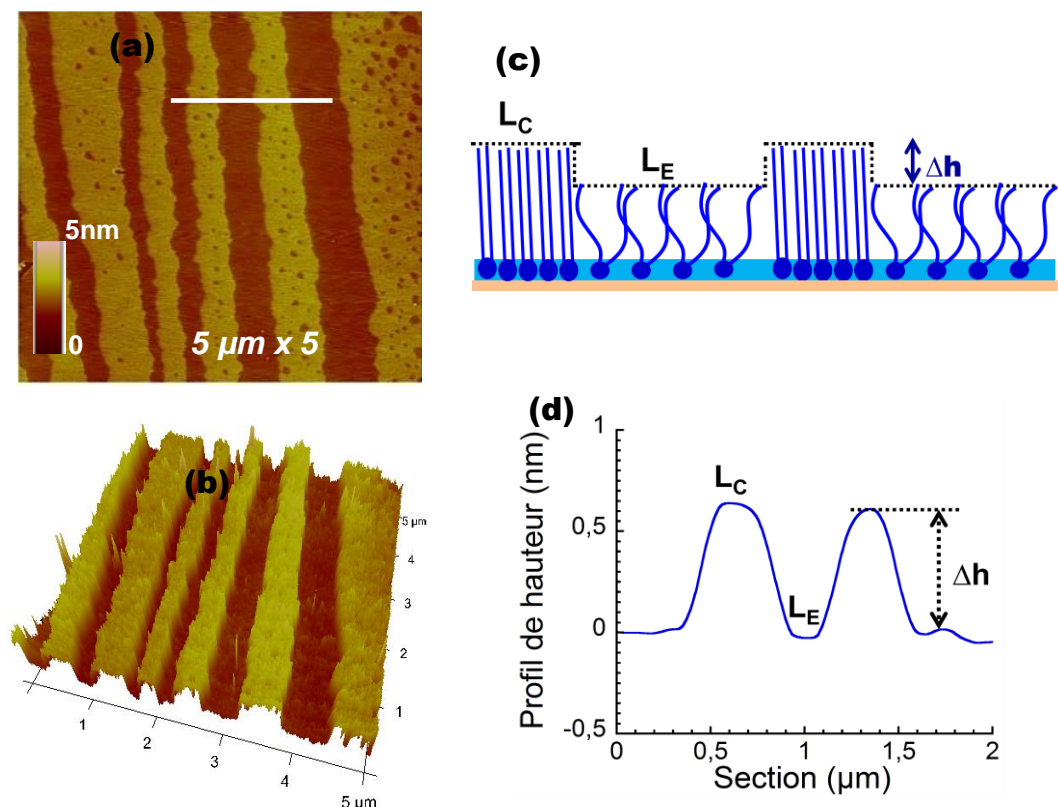 (a)
5nm
0
5 µm x 5
(b)
5 µm
4
3
2
1
1
2
3
4
5 µm
(c)
LC
LE
Δh
(d)
Profil de hauteur (nm)
1
0,5
0
-0,5
LC
LE
Δh
0
0,5
1
1,5
2
Section (µm)